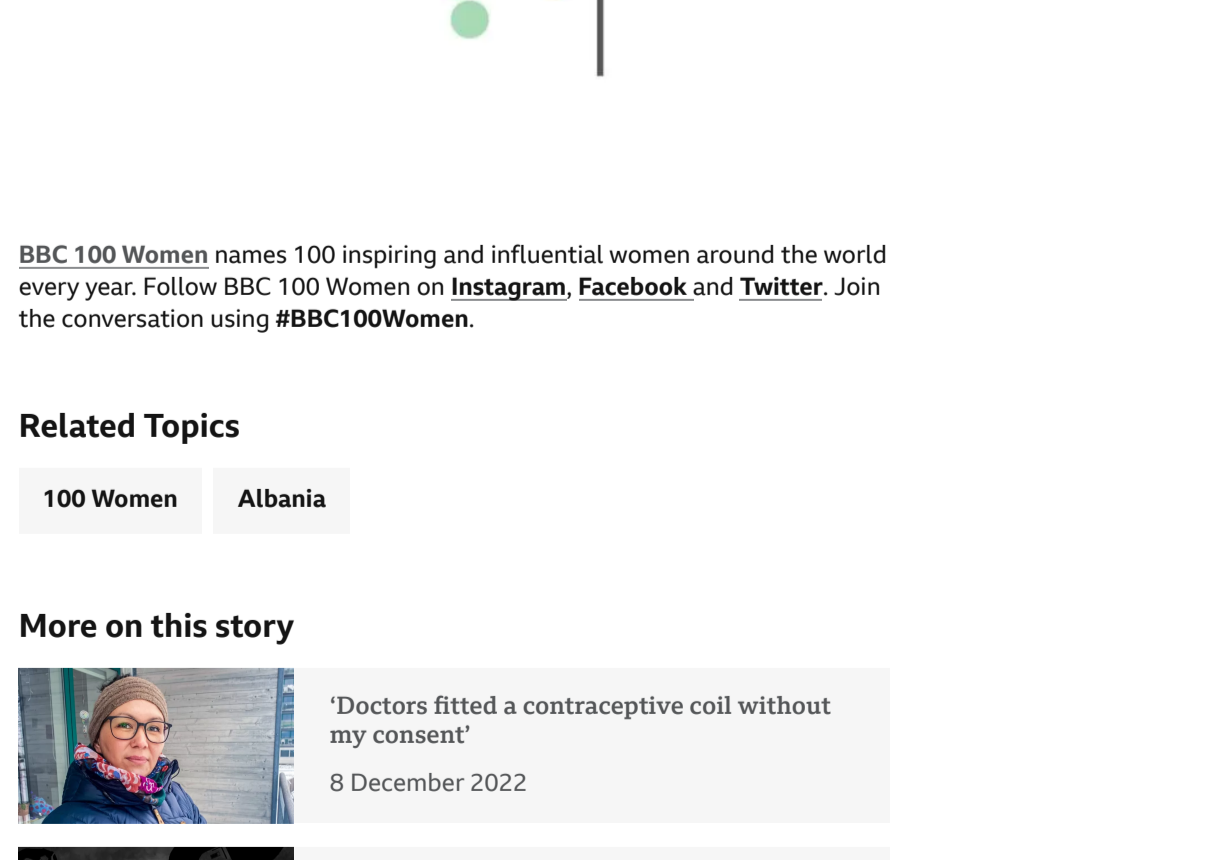 BBC 100 Women names 100 inspiring and influential women around the world
every year. Follow BBC 100 Women on Instagram, Facebook and Twitter. Join
the conversation using #BBC100Women.
Related Topics
100 Women
Albania
More on this story
‘Doctors fitted a contraceptive coil without
my consent’
8 December 2022